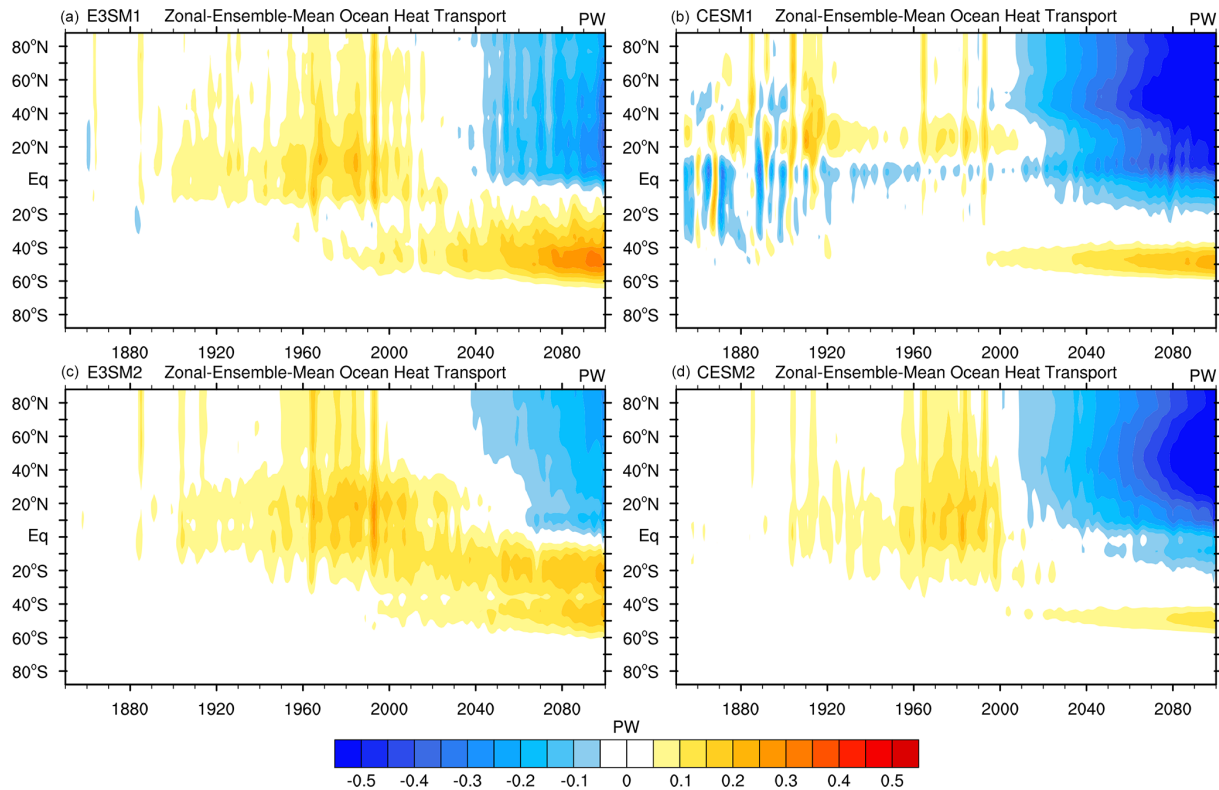 (a) E3SM1 Zonal-Ensemble-Mean Ocean Heat Transport PW
(b) CESM1 Zonal-Ensemble-Mean Ocean Heat Transport PW
80°N
60°N
40°N
20°N
Eq
20°S
40°S
60°S
80°S
80°N
60°N
40°N
20°N
Eq
20°S
40°S
60°S
80°S
1880 1920 1960 2000 2040 2080
1880 1920 1960 2000 2040 2080
(c) E3SM2 Zonal-Ensemble-Mean Ocean Heat Transport PW
(d) CESM2 Zonal-Ensemble-Mean Ocean Heat Transport PW
80°N
60°N
40°N
20°N
Eq
20°S
40°S
60°S
80°S
80°N
60°N
40°N
20°N
Eq
20°S
40°S
60°S
80°S
1880 1920 1960 2000 2040 2080
1880 1920 1960 2000 2040 2080
PW
-0.5 -0.4 -0.3 -0.2 -0.1 0 0.1 0.2 0.3 0.4 0.5